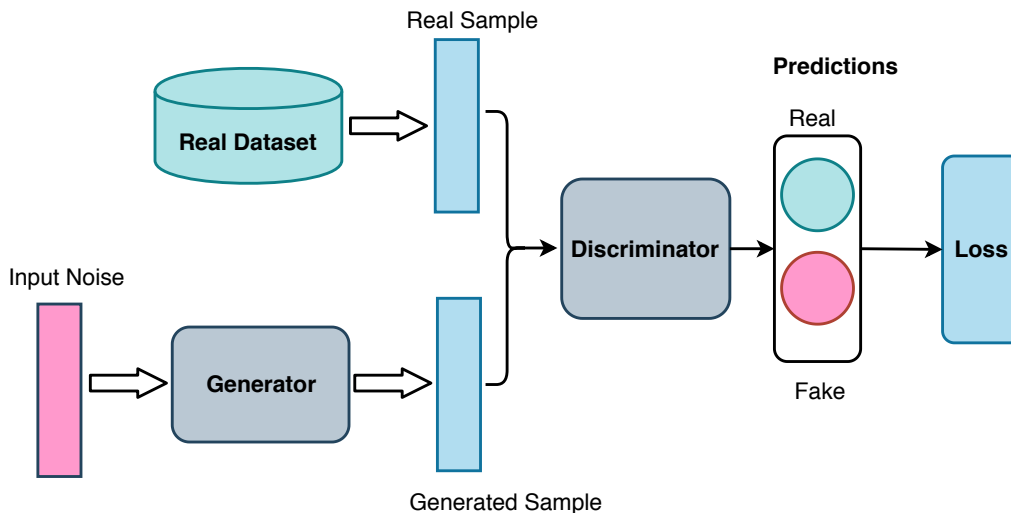 Real Sample
Predictions
Real
Real Dataset
Discriminator
Loss
Input Noise
Generator
Fake
Generated Sample